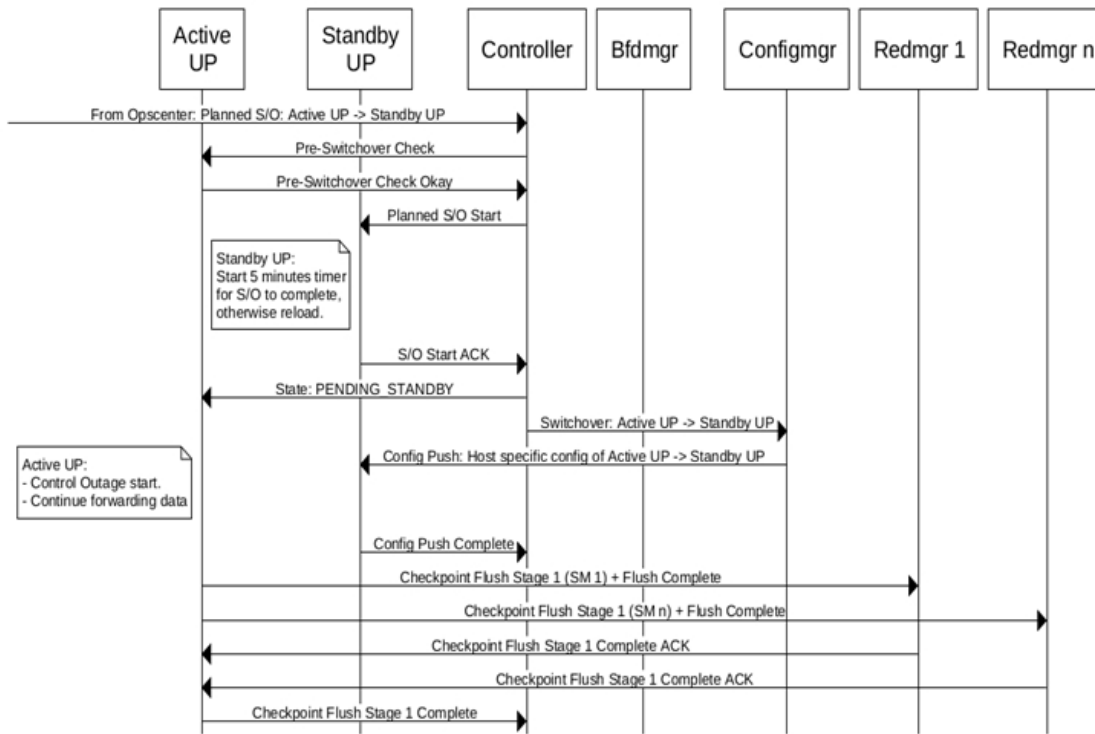 Active
UP
Standby
UP
Controller
Bfdmgr
Configmgr
Redmgr 1
Redmgr n
From Opscenter: Planned S/O: Active UP -> Standby UP
Pre-Switchover Check
Pre-Switchover Check Okay
Planned S/O Start
Standby UP:
Start 5 minutes timer
for S/O to complete,
otherwise reload.
S/O Start ACK
State: PENDING_STANDBY
Switchover: Active UP -> Standby UP
Config Push: Host specific config of Active UP -> Standby UP
Active UP:
- Control Outage start.
- Continue forwarding data
Config Push Complete
Checkpoint Flush Stage 1 (SM 1) + Flush Complete
Checkpoint Flush Stage 1 (SM n) + Flush Complete
Checkpoint Flush Stage 1 Complete ACK
Checkpoint Flush Stage 1 Complete ACK
Checkpoint Flush Stage 1 Complete